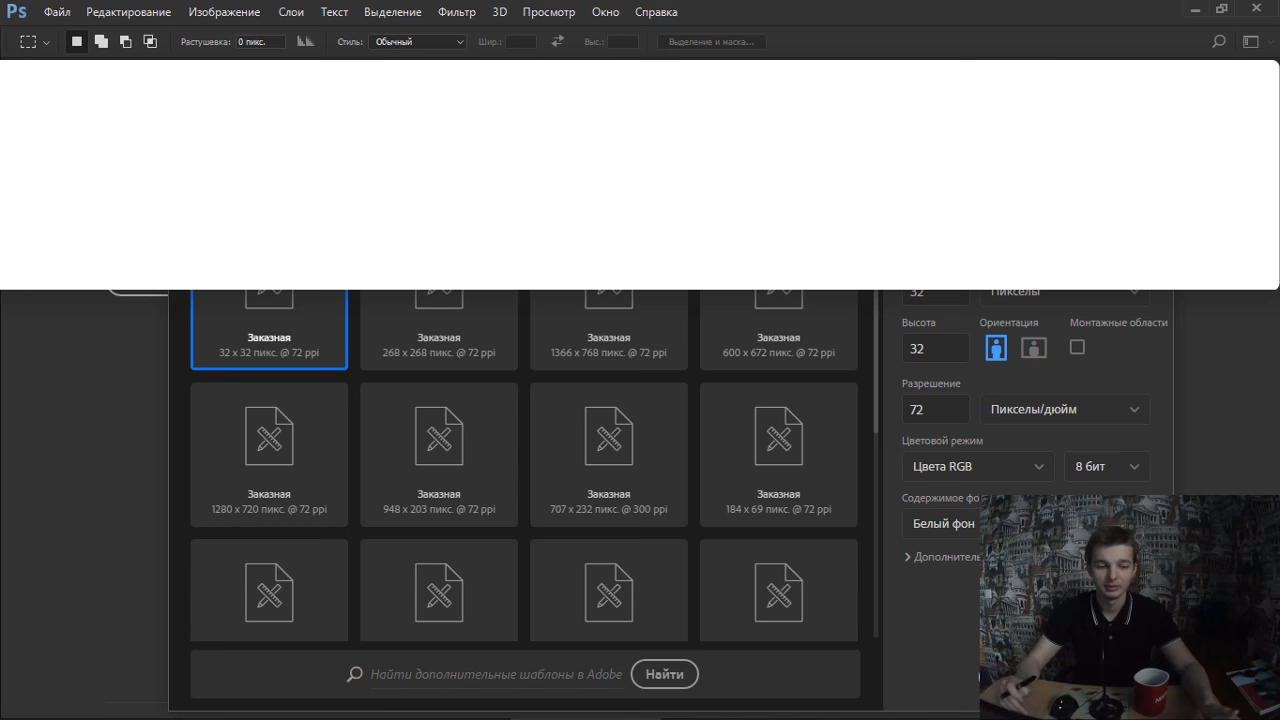 Ps Файл Редактирование Изображение Слои Текст Выделение Фильтр 3D Просмотр Окно Справка
Растушевка: 0 пикс. Стиль: Обычный Шир.: Выс.: Выделение и маска...
32 Пикселы
Высота Ориентация Монтажные области
32
Заказная Заказная Заказная Заказная
32 x 32 пикс. @ 72 ppi 268 x 268 пикс. @ 72 ppi 1366 x 768 пикс. @ 72 ppi 600 x 672 пикс. @ 72 ppi
Разрешение
72 Пикселы/дюйм
Цветовой режим
Цвета RGB 8 бит
Заказная Заказная Заказная Заказная
1280 x 720 пикс. @ 72 ppi 948 x 203 пикс. @ 72 ppi 707 x 232 пикс. @ 300 ppi 184 x 69 пикс. @ 72 ppi
Содержимое фо
Белый фон
Дополнитель
Найти дополнительные шаблоны в Adobe Найти